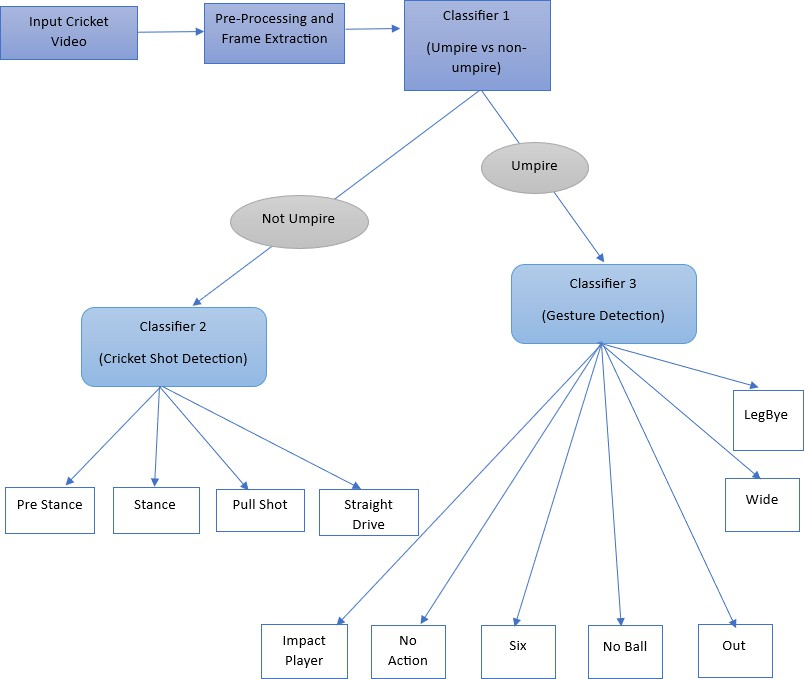 Input Cricket
Video
Pre-Processing and
Frame Extraction
Classifier 1
(Umpire vs non-
umpire)
Umpire
Not Umpire
Classifier 3
(Gesture Detection)
Classifier 2
(Cricket Shot Detection)
LegBye
Wide
Pre Stance
Stance
Pull Shot
Straight
Drive
Impact
Player
No
Action
Six
No Ball
Out